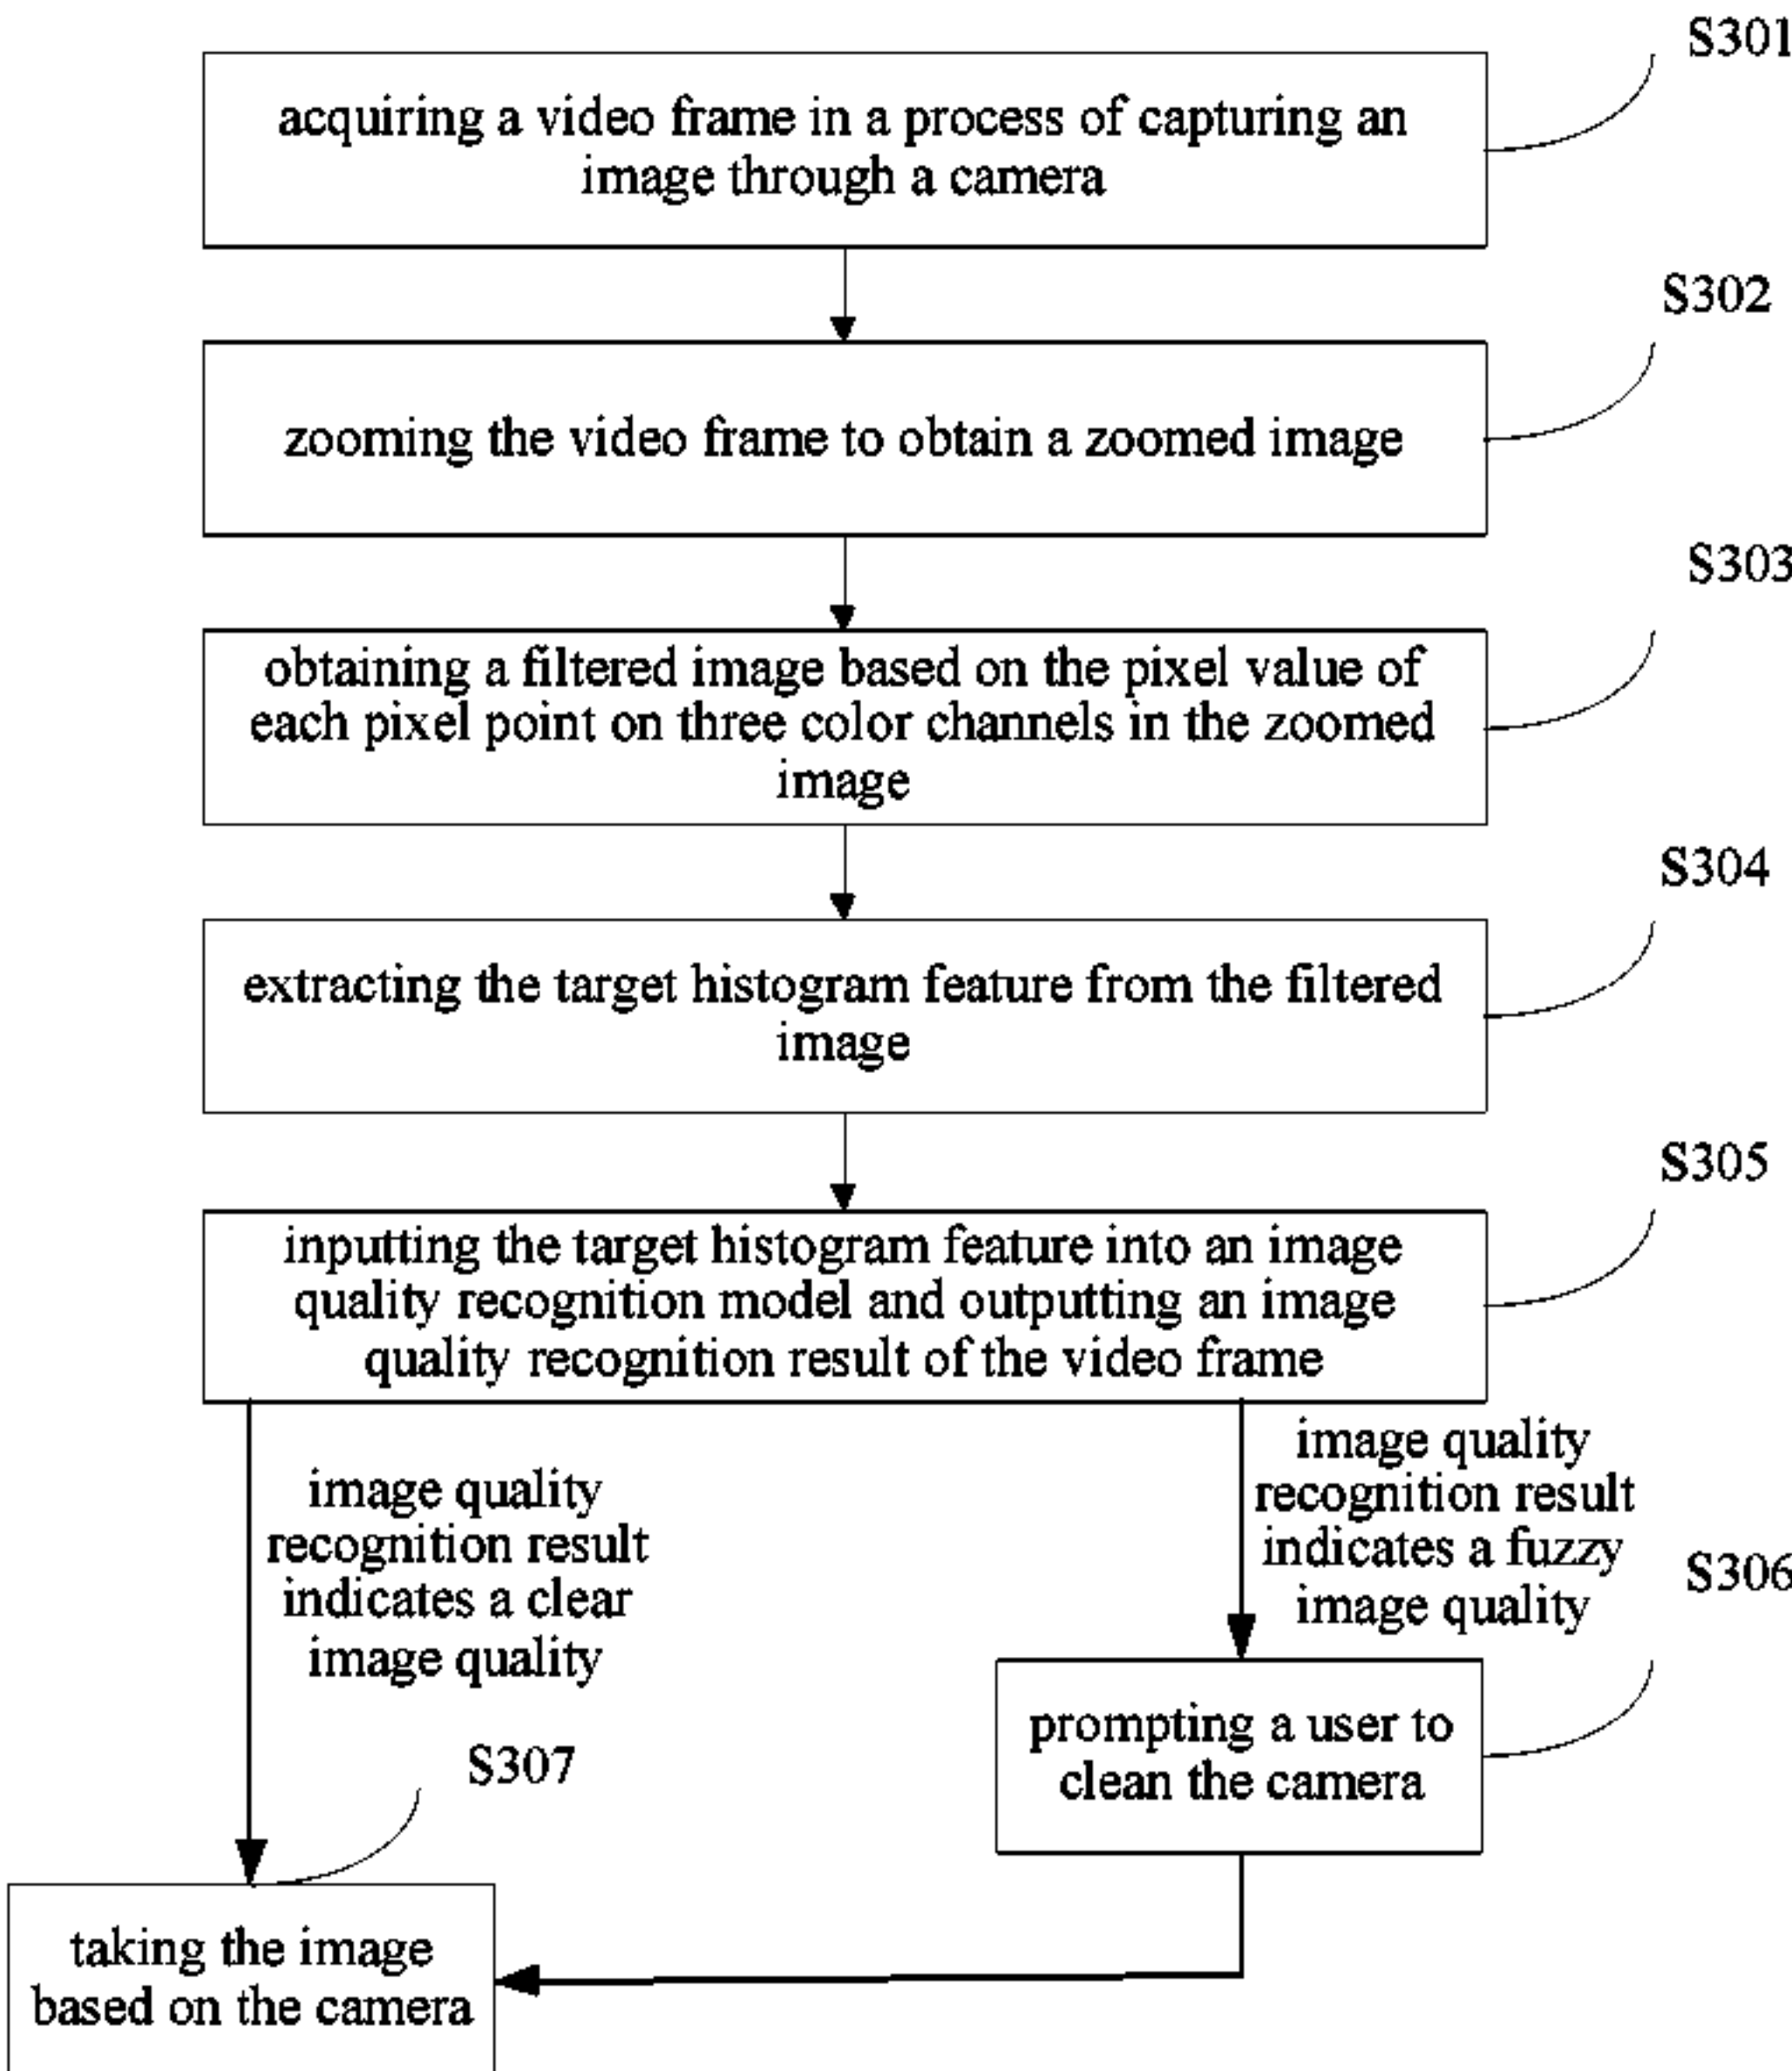 S301
acquiring a video frame in a process of capturing an
image through a camera
S302
zooming the video frame to obtain a zoomed image
S303
obtaining a filtered image based on the pixel value of
each pixel point on three color channels in the zoomed
image
S304
extracting the target histogram feature from the filtered
image
S305
inputting the target histogram feature into an image
quality recognition model and outputting an image
quality recognition result of the video frame
image quality
recognition result
indicates a clear
image quality
image quality
recognition result
indicates a fuzzy
image quality
S306
prompting a user to
clean the camera
S307
taking the image
based on the camera